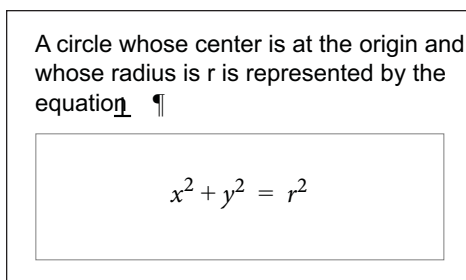 A circle whose center is at the origin and
whose radius is r is represented by the
equation ¶
x² + y² = r²